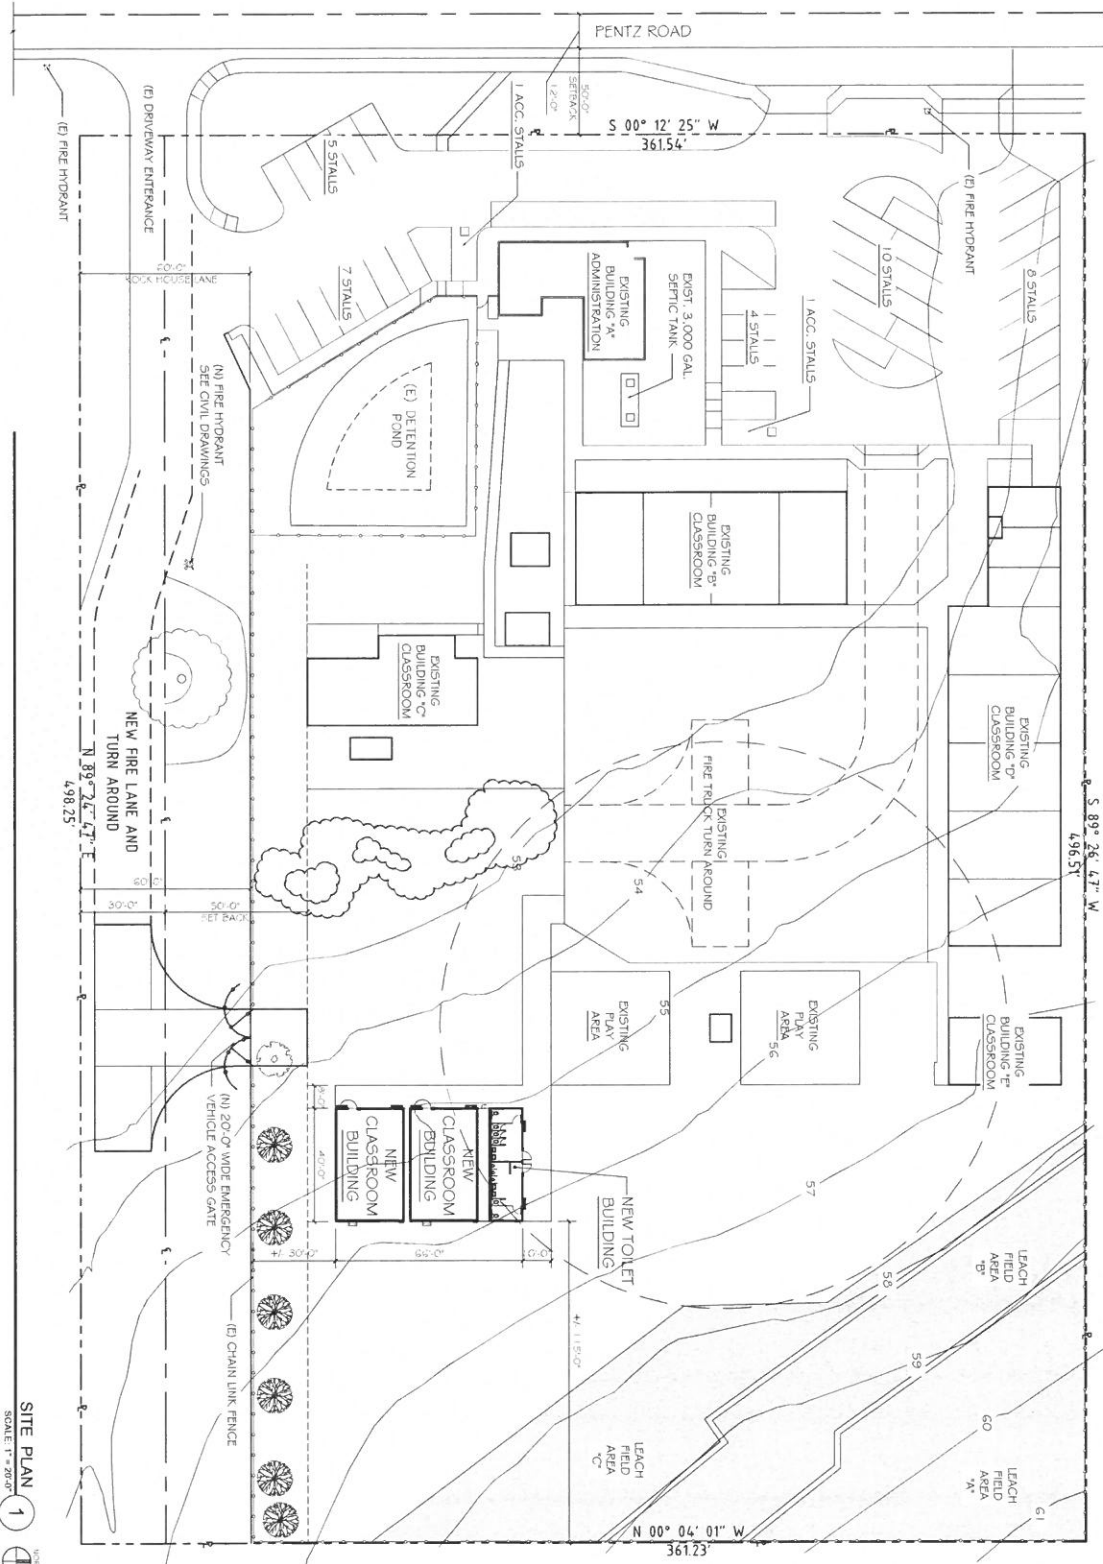 PENTZ ROAD
50'-0"
SETBACK
12'-0"
S 00° 12' 25" W
361.54'
(E) FIRE HYDRANT
(E) DRIVEWAY ENTERANCE
5 STALLS
1 ACC. STALLS
(E) FIRE HYDRANT
20'-0"
ROCK HOUSE LANE
7 STALLS
EXISTING
BUILDING "A"
ADMINISTRATION
EXIST. 3,000 GAL.
SEPTIC TANK
4 STALLS
1 ACC. STALLS
10 STALLS
8 STALLS
(N) FIRE HYDRANT
SEE CIVIL DRAWINGS
(E) DETENTION
POND
EXISTING
BUILDING "B"
CLASSROOM
EXISTING
BUILDING "C"
CLASSROOM
EXISTING
BUILDING "D"
CLASSROOM
NEW FIRE LANE AND
TURN AROUND
N 89° 24' 47" E
498.25'
EXISTING
FIRE TRUCK TURN AROUND
S 89° 26' 47" W
496.51'
53
54
60'-0"
30'-0"
50'-0"
SET BACK
EXISTING
PLAY
AREA
55
EXISTING
PLAY
AREA
56
EXISTING
BUILDING "E"
CLASSROOM
(N) 20'-0" WIDE EMERGENCY
VEHICLE ACCESS GATE
8'-0"
40'-0"
NEW
CLASSROOM
BUILDING
NEW
CLASSROOM
BUILDING
NEW TOILET
BUILDING
57
+/- 30'-0"
66'-0"
58
LEACH
FIELD
AREA
"B"
+/- 115'-0"
59
(E) CHAIN LINK FENCE
60
LEACH
FIELD
AREA
"C"
LEACH
FIELD
AREA
"A"
61
N 00° 04' 01" W
361.23'
SITE PLAN
SCALE: 1" = 20'-0"
1